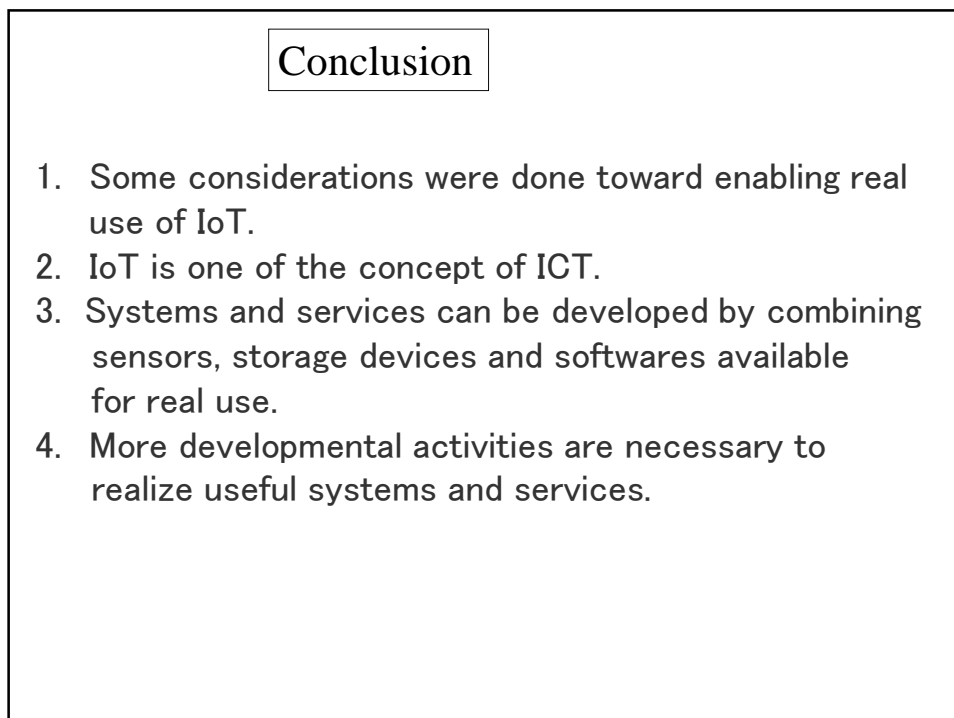 Conclusion
1. Some considerations were done toward enabling real
use of IoT.
2. IoT is one of the concept of ICT.
3. Systems and services can be developed by combining
sensors, storage devices and softwares available
for real use.
4. More developmental activities are necessary to
realize useful systems and services.